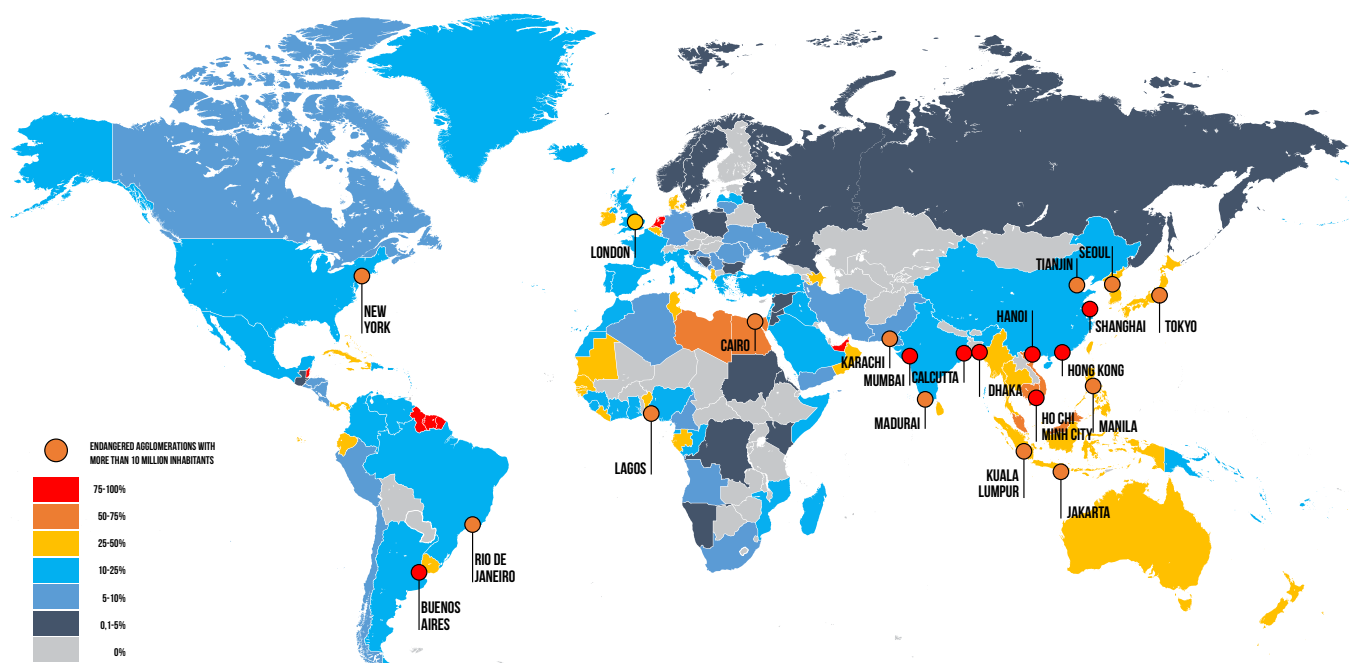 LONDON
NEW
YORK
CAIRO
KARACHI
MUMBAI
CALCUTTA
DHAKA
MADURAI
HANOI
TIANJIN
SEOUL
SHANGHAI
TOKYO
HONG KONG
HO CHI
MINH CITY
MANILA
KUALA
LUMPUR
JAKARTA
LAGOS
RIO DE
JANEIRO
BUENOS
AIRES
ENDANGERED AGGLOMERATIONS WITH
MORE THAN 10 MILLION INHABITANTS
75-100%
50-75%
25-50%
10-25%
5-10%
0,1-5%
0%